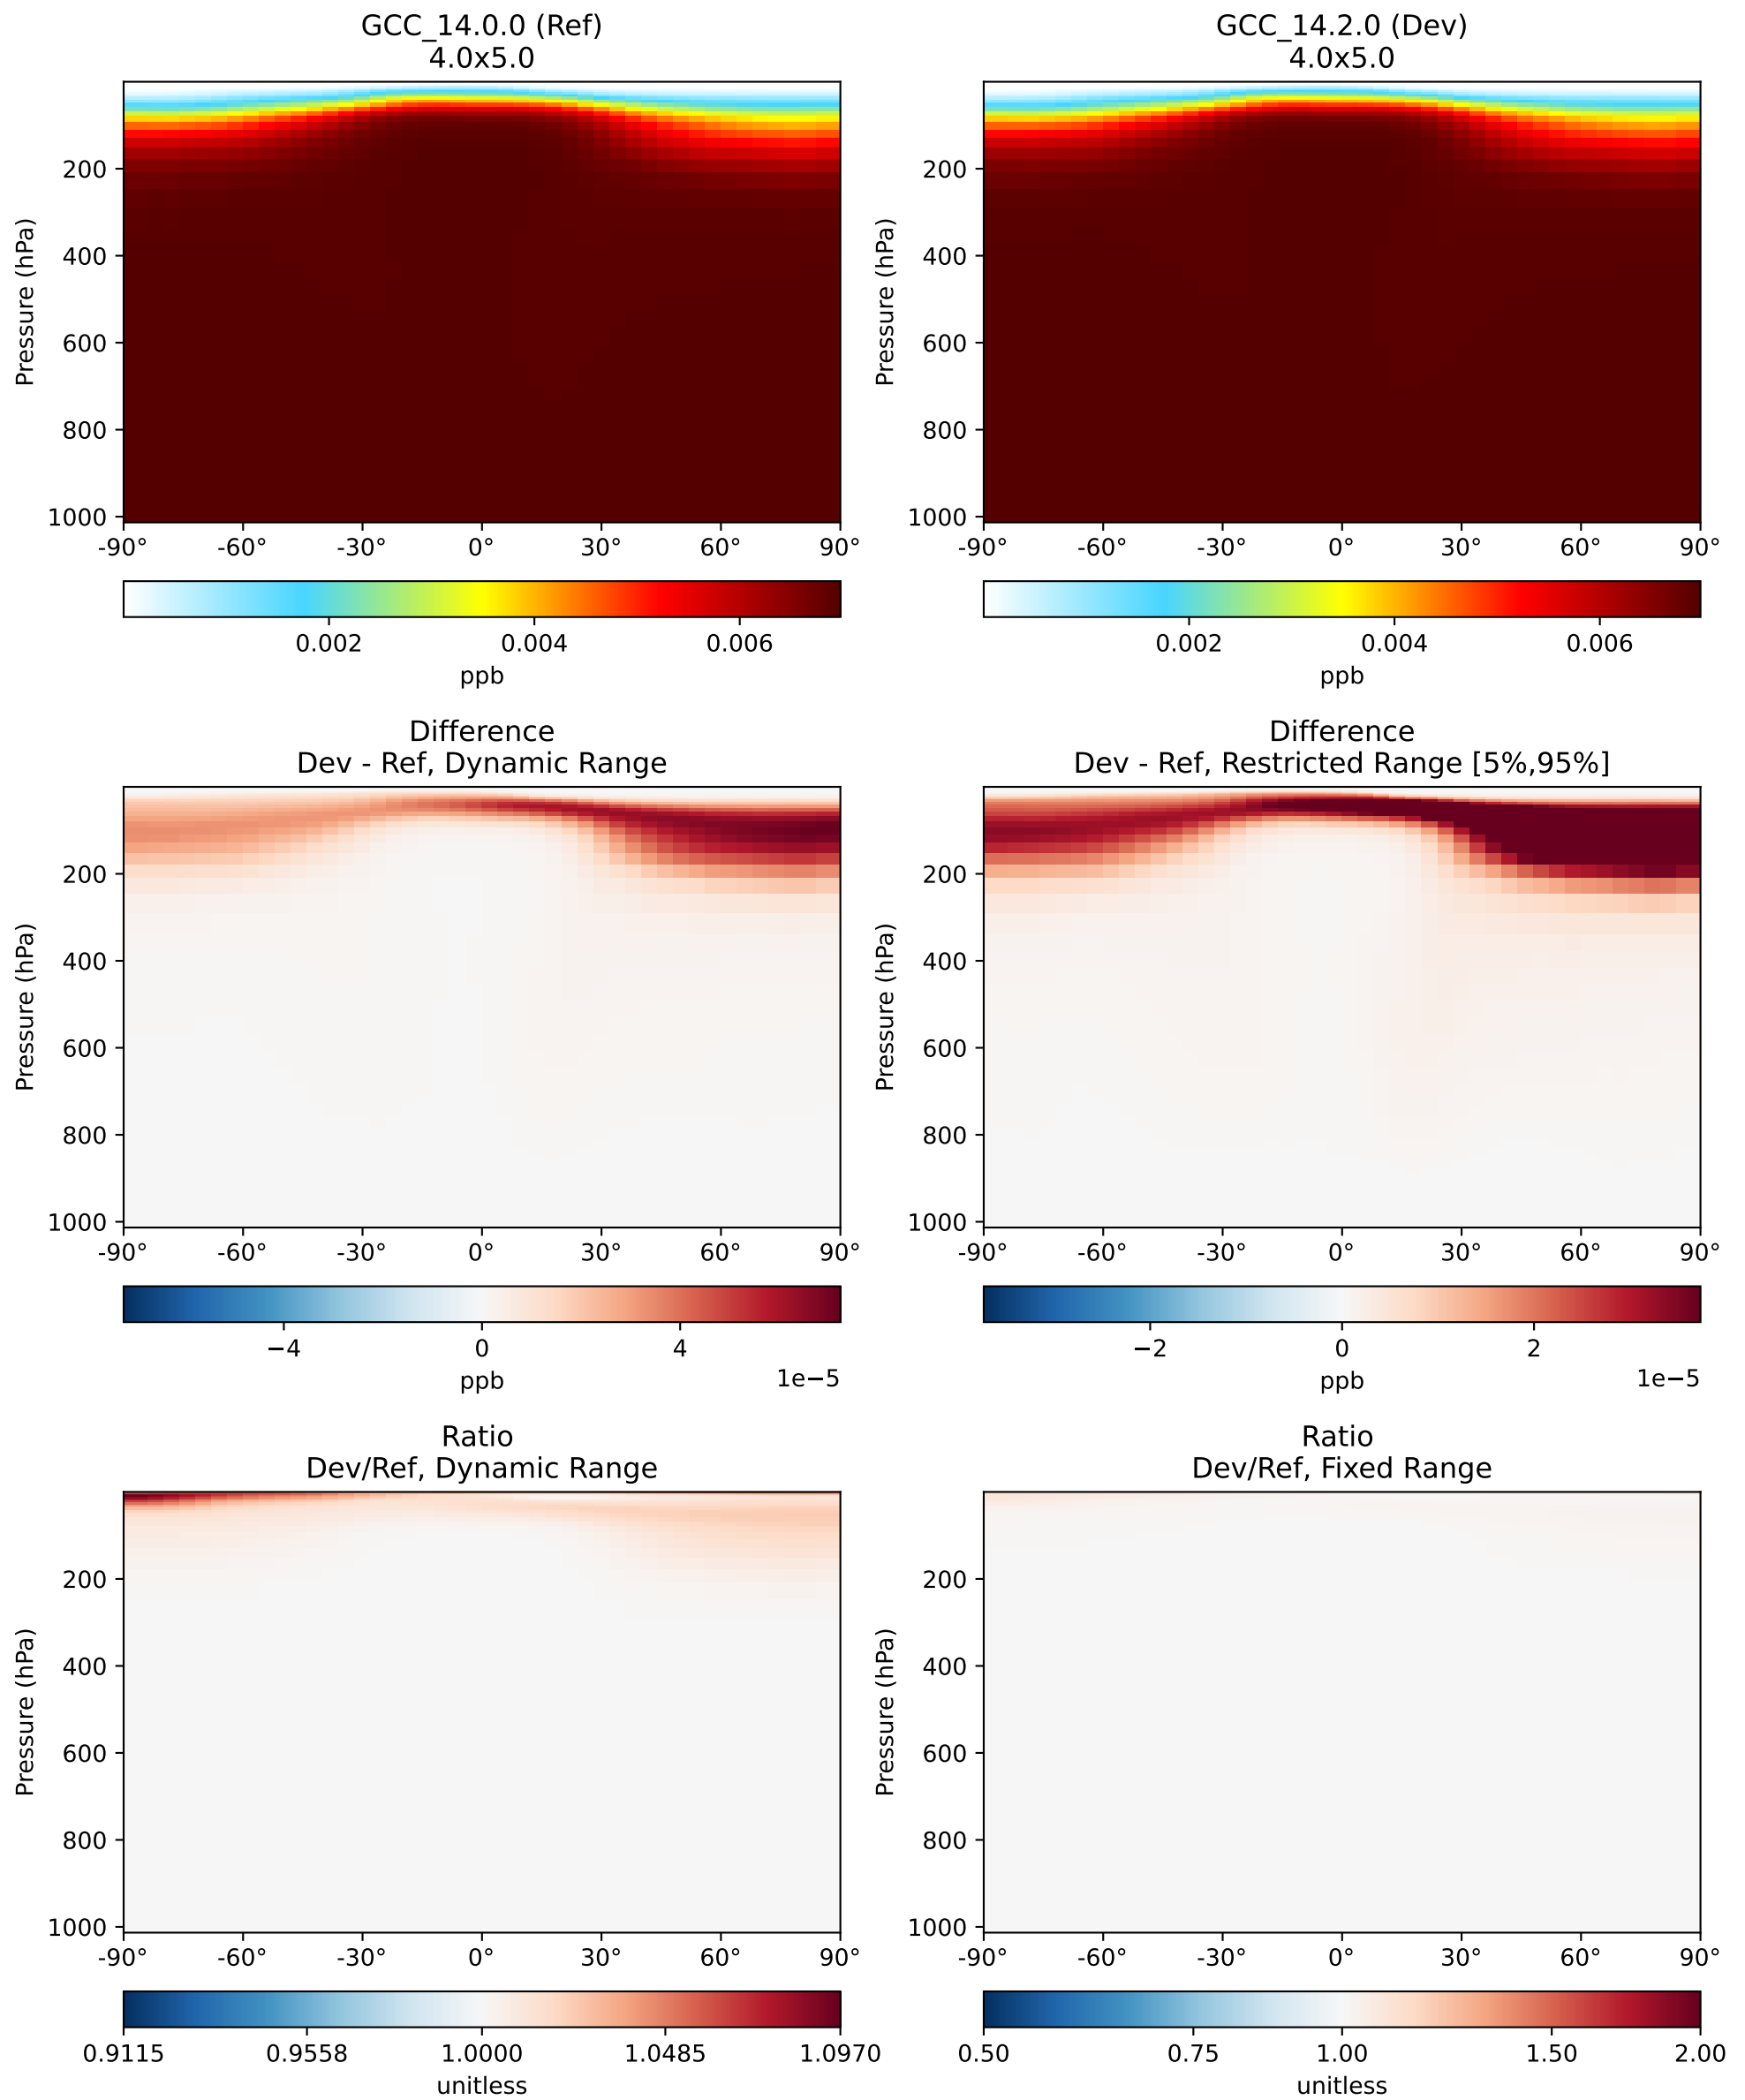 GCC_14.0.0 (Ref)
4.0x5.0
Pressure (hPa)
200
400
600
800
1000
-90° -60° -30° 0° 30° 60° 90°
0.002 0.004 0.006
ppb
GCC_14.2.0 (Dev)
4.0x5.0
Pressure (hPa)
200
400
600
800
1000
-90° -60° -30° 0° 30° 60° 90°
0.002 0.004 0.006
ppb
Difference
Dev - Ref, Dynamic Range
Pressure (hPa)
200
400
600
800
1000
-90° -60° -30° 0° 30° 60° 90°
−4 0 4
ppb 1e−5
Difference
Dev - Ref, Restricted Range [5%,95%]
Pressure (hPa)
200
400
600
800
1000
-90° -60° -30° 0° 30° 60° 90°
−2 0 2
ppb 1e−5
Ratio
Dev/Ref, Dynamic Range
Pressure (hPa)
200
400
600
800
1000
-90° -60° -30° 0° 30° 60° 90°
0.9115 0.9558 1.0000 1.0485 1.0970
unitless
Ratio
Dev/Ref, Fixed Range
Pressure (hPa)
200
400
600
800
1000
-90° -60° -30° 0° 30° 60° 90°
0.50 0.75 1.00 1.50 2.00
unitless